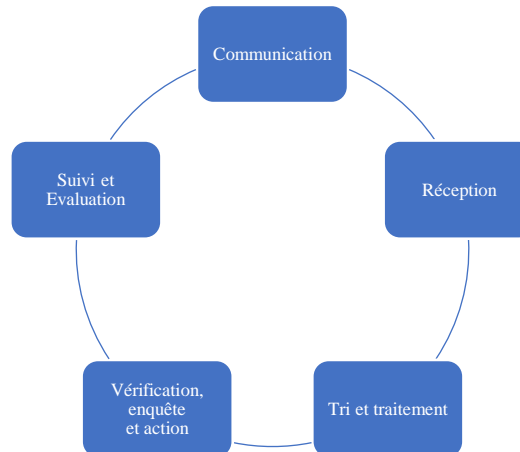 Communication
Réception
Tri et traitement
Vérification,
enquête
et action
Suivi et
Evaluation